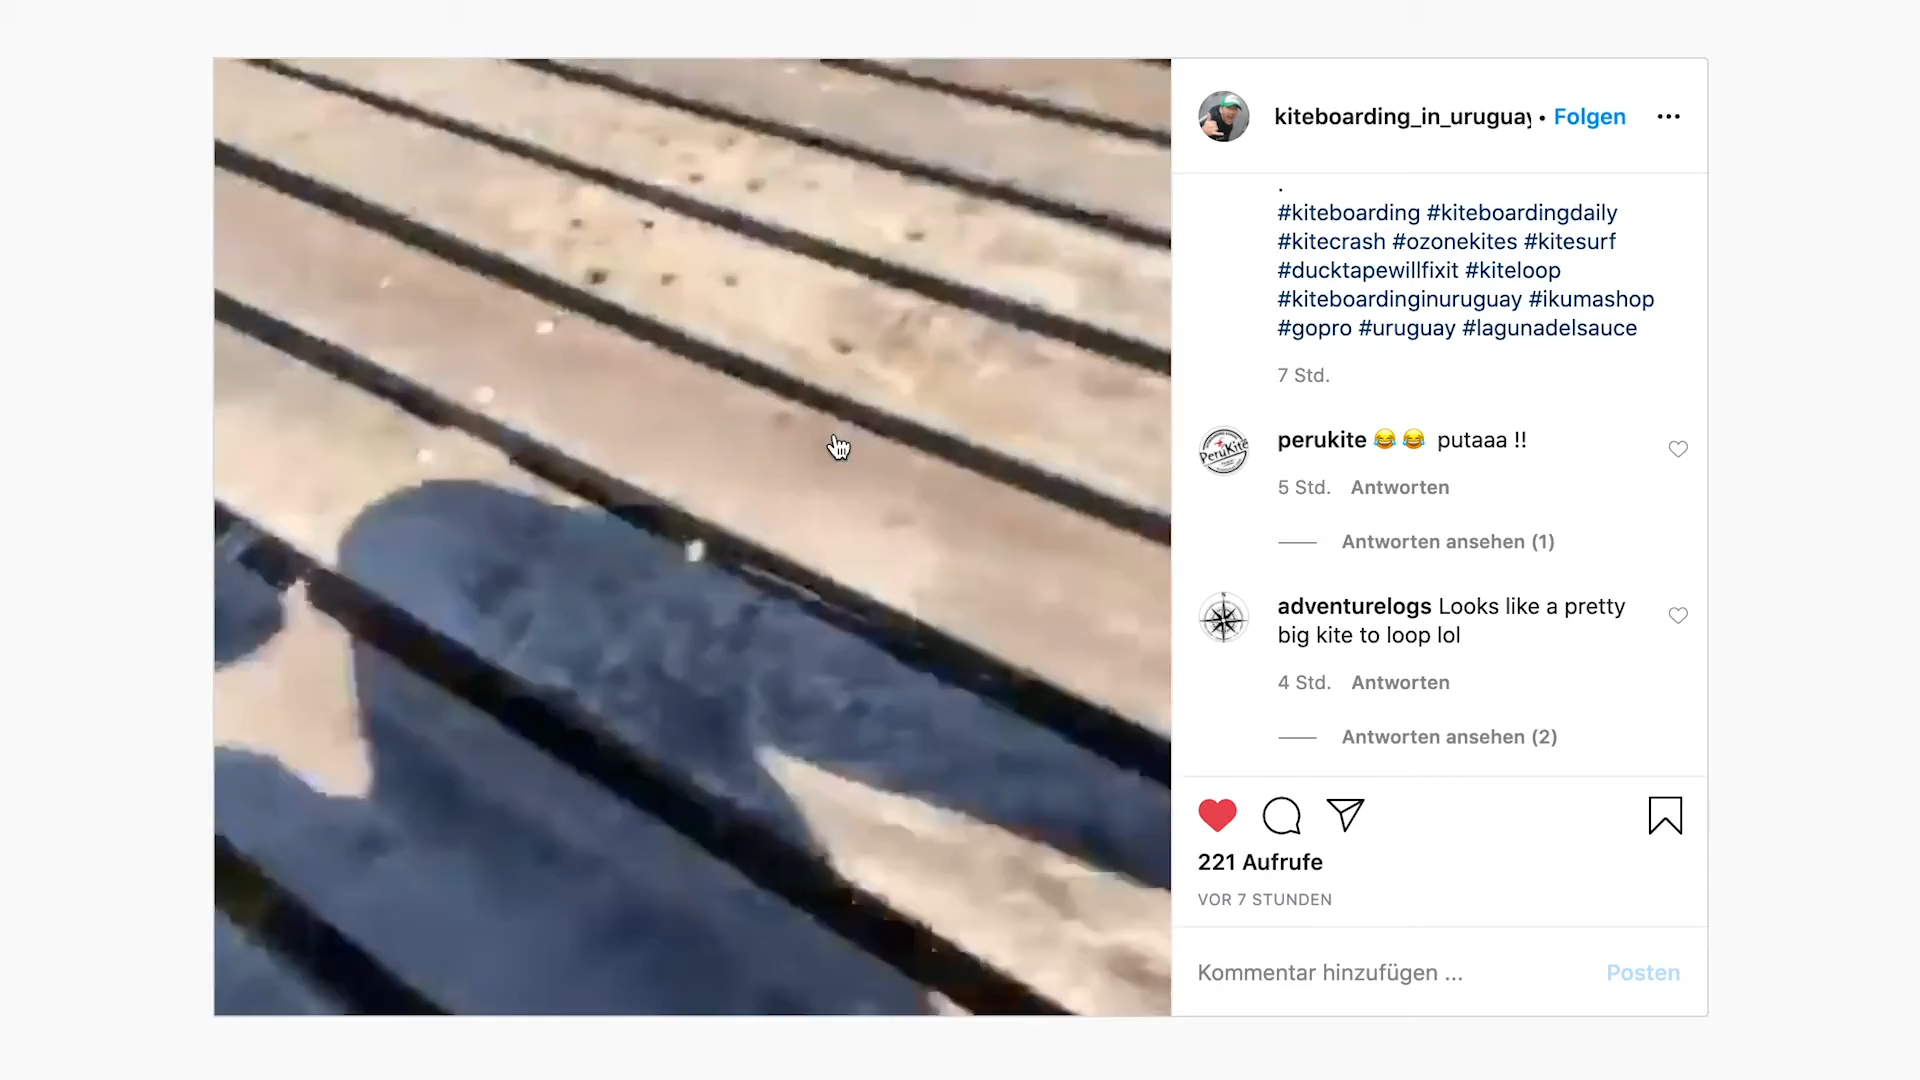 kiteboarding_in_uruguay • Folgen
.
#kiteboarding #kiteboardingdaily
#kitecrash #ozonekites #kitesurf
#ducktapewillfixit #kiteloop
#kiteboardinginuruguay #ikumashop
#gopro #uruguay #lagunadelsauce
7 Std.
PeruKite
perukite 😂 😂 putaaa !!
5 Std. Antworten
Antworten ansehen (1)
adventurelogs Looks like a pretty
big kite to loop lol
4 Std. Antworten
Antworten ansehen (2)
221 Aufrufe
VOR 7 STUNDEN
Kommentar hinzufügen ... Posten